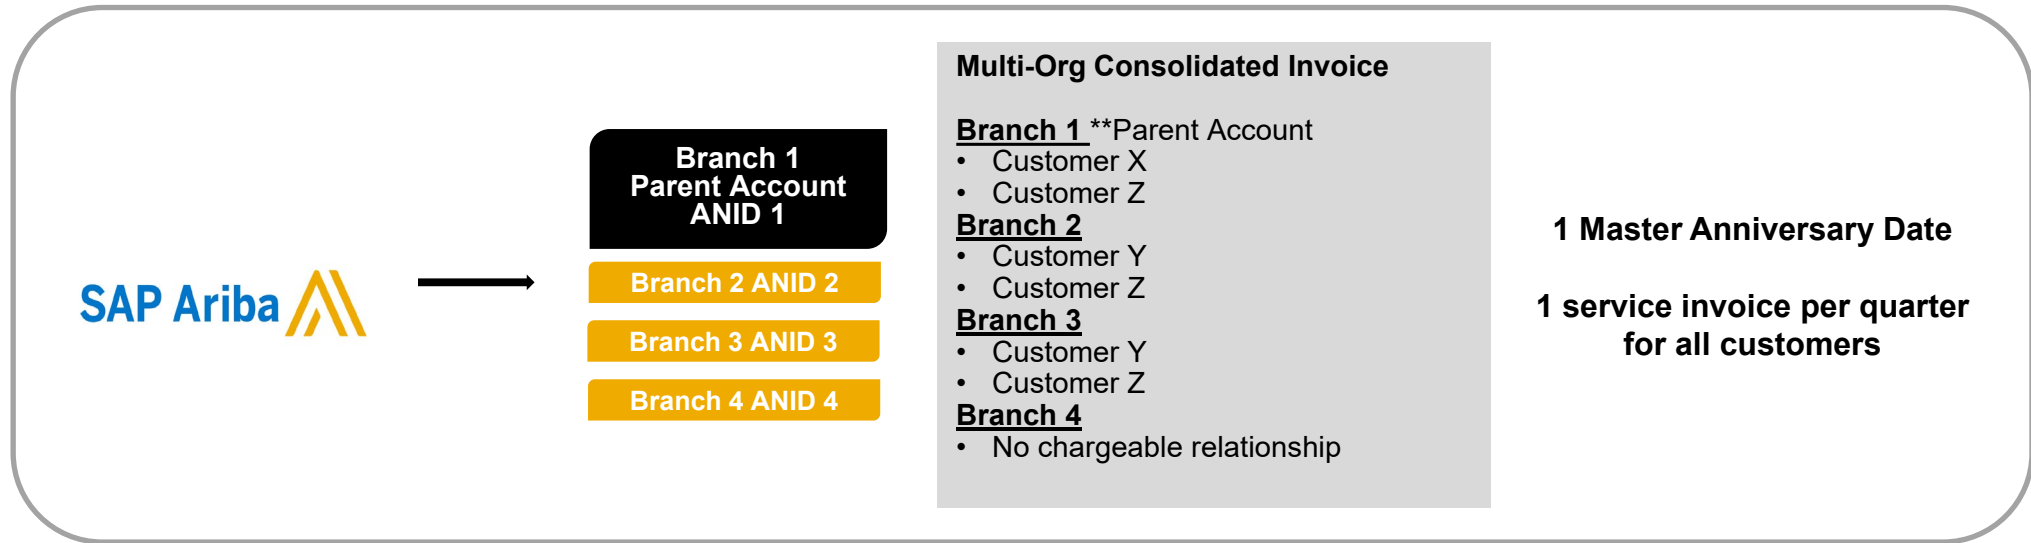 SAP Ariba
Branch 1
Parent Account
ANID 1
Branch 2 ANID 2
Branch 3 ANID 3
Branch 4 ANID 4
Multi-Org Consolidated Invoice
Branch 1 **Parent Account
• Customer X
• Customer Z
Branch 2
• Customer Y
• Customer Z
Branch 3
• Customer Y
• Customer Z
Branch 4
• No chargeable relationship
1 Master Anniversary Date
1 service invoice per quarter
for all customers